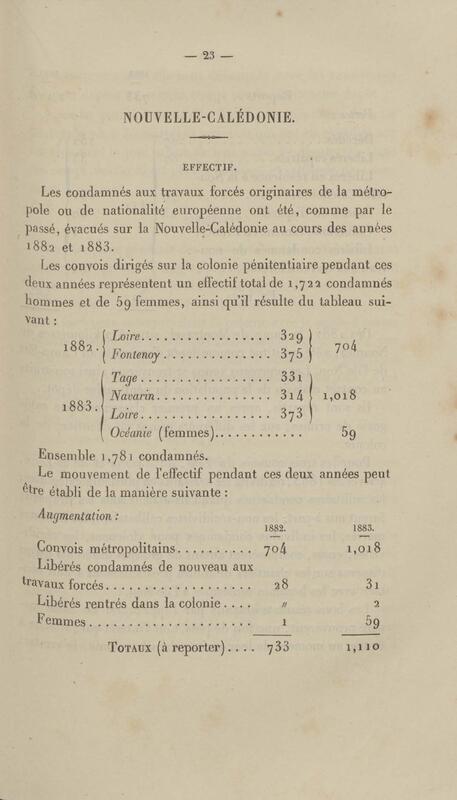 — 23 —
NOUVELLE-CALÉDONIE.
EFFECTIF.
Les condamnés aux travaux forcés originaires de la métro-
pole ou de nationalité européenne ont été, comme par le
passé, évacués sur la Nouvelle-Calédonie au cours des années
1882 et 1883.
Les convois dirigés sur la colonie pénitentiaire pendant ces
deux années représentent un effectif total de 1,722 condamnés
hommes et de 59 femmes, ainsi qu'il résulte du tableau sui-
vant :
1882. { Loire.................. 329 } 704
Fontenoy............... 375
1883. { Tage................... 331 } 1,018
Navarin................ 314
Loire.................. 373
Océanie (femmes)............ 59
Ensemble 1,781 condamnés.
Le mouvement de l'effectif pendant ces deux années peut
être établi de la manière suivante :
Augmentation :
1882. 1883.
Convois métropolitains.......... 704 1,018
Libérés condamnés de nouveau aux
travaux forcés................... 28 31
Libérés rentrés dans la colonie.... // 2
Femmes...................... 1 59
TOTAUX (à reporter).... 733 1,110